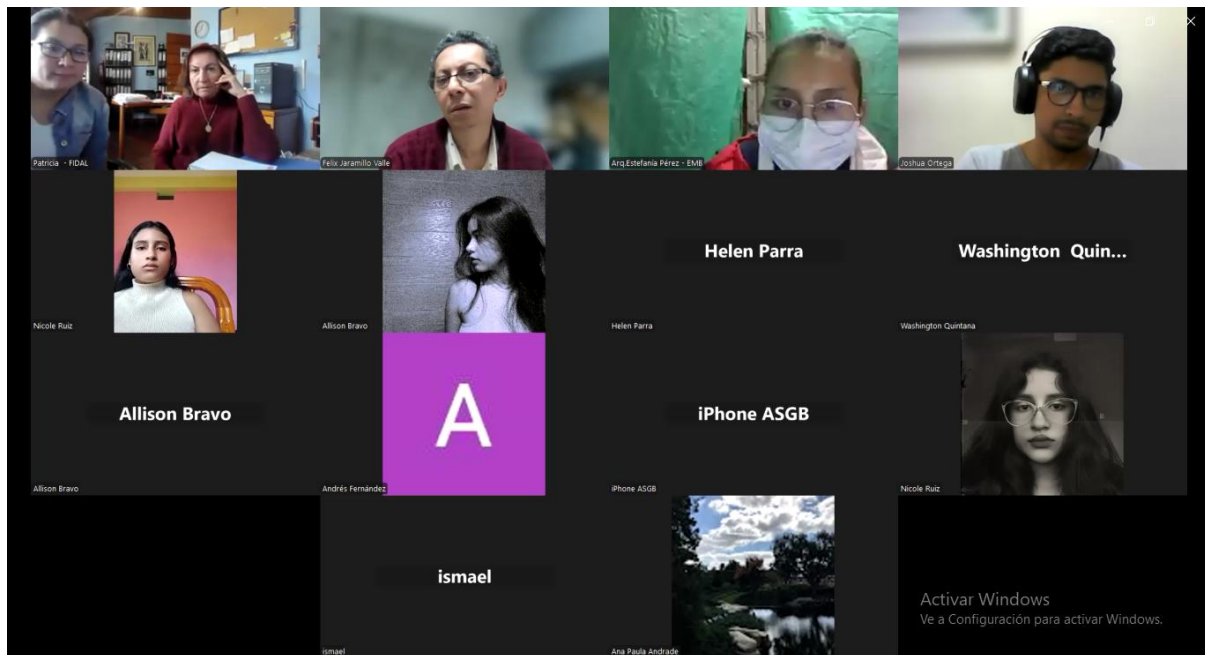 Patricia - FIDAL
Felix Jaramillo Valle
Arq.Estefanía Pérez - EMB
Joshua Ortega
Nicole Ruiz
Allison Bravo
Helen Parra
Helen Parra
Washington Quin...
Washington Quintana
Allison Bravo
Allison Bravo
A
Andrés Fernández
iPhone ASGB
iPhone ASGB
Nicole Ruiz
ismael
ismael
Ana Paula Andrade
Activar Windows
Ve a Configuración para activar Windows.